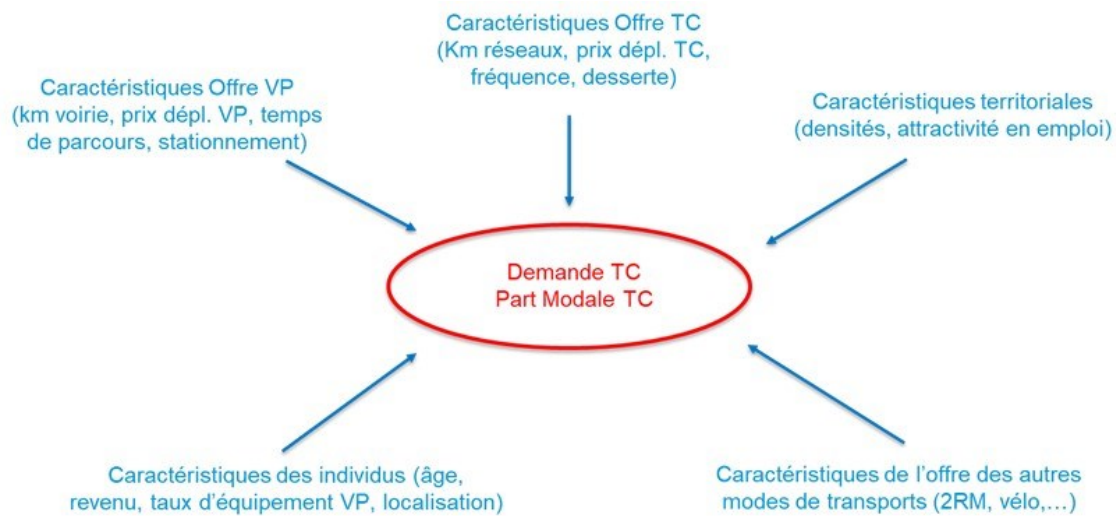 Caractéristiques Offre TC
(Km réseaux, prix dépl. TC,
fréquence, desserte)
Caractéristiques Offre VP
(km voirie, prix dépl. VP, temps
de parcours, stationnement)
Caractéristiques territoriales
(densités, attractivité en emploi)
Demande TC
Part Modale TC
Caractéristiques des individus (âge,
revenu, taux d'équipement VP, localisation)
Caractéristiques de l'offre des autres
modes de transports (2RM, vélo,…)